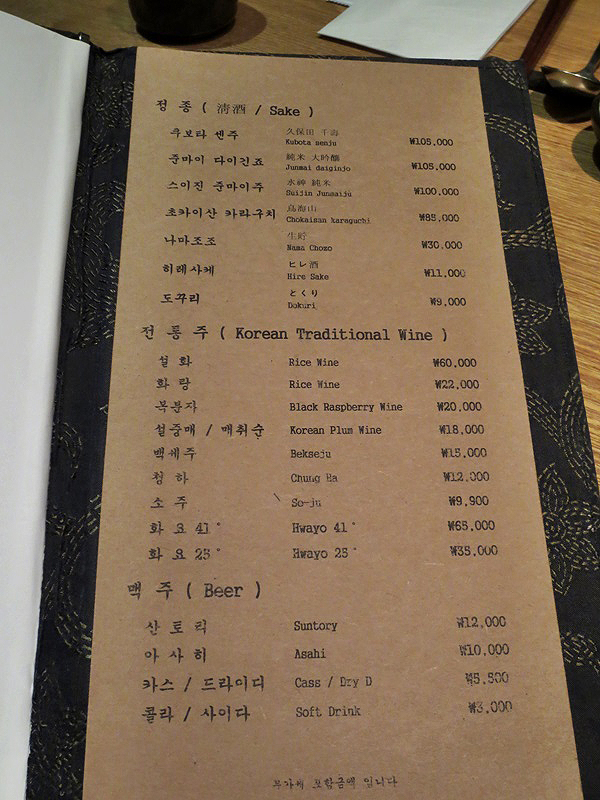 정 종 ( 淸酒 / Sake )
쿠보타 센주 久保田 千壽 Kubota senju ₩105,000
준마이 다이긴죠 純米 大吟釀 Junmai daiginjo ₩105,000
스이진 준마이주 水神 純米 Suijin Junmaiju ₩100,000
쵸카이산 카라구치 鳥海山 Chokaisan karaguchi ₩85,000
나마조조 生貯 Nama Chozo ₩30,000
히레사케 ヒレ酒 Hire Sake ₩11,000
도꾸리 とくり Dokuri ₩9,000
전 통 주 ( Korean Traditional Wine )
설 화 Rice Wine ₩60,000
화 랑 Rice Wine ₩22,000
복분자 Black Raspberry Wine ₩20,000
설중매 / 매취순 Korean Plum Wine ₩18,000
백세주 Bekseju ₩15,000
청 하 Chung Ha ₩12,000
소 주 So-ju ₩9,900
화 요 41° Hwayo 41° ₩65,000
화 요 25° Hwayo 25° ₩35,000
맥 주 ( Beer )
산 토 리 Suntory ₩12,000
아 사 히 Asahi ₩10,000
카스 / 드라이디 Cass / Dry D ₩5,500
콜라 / 사이다 Soft Drink ₩3,000
부가세 포함금액 입니다